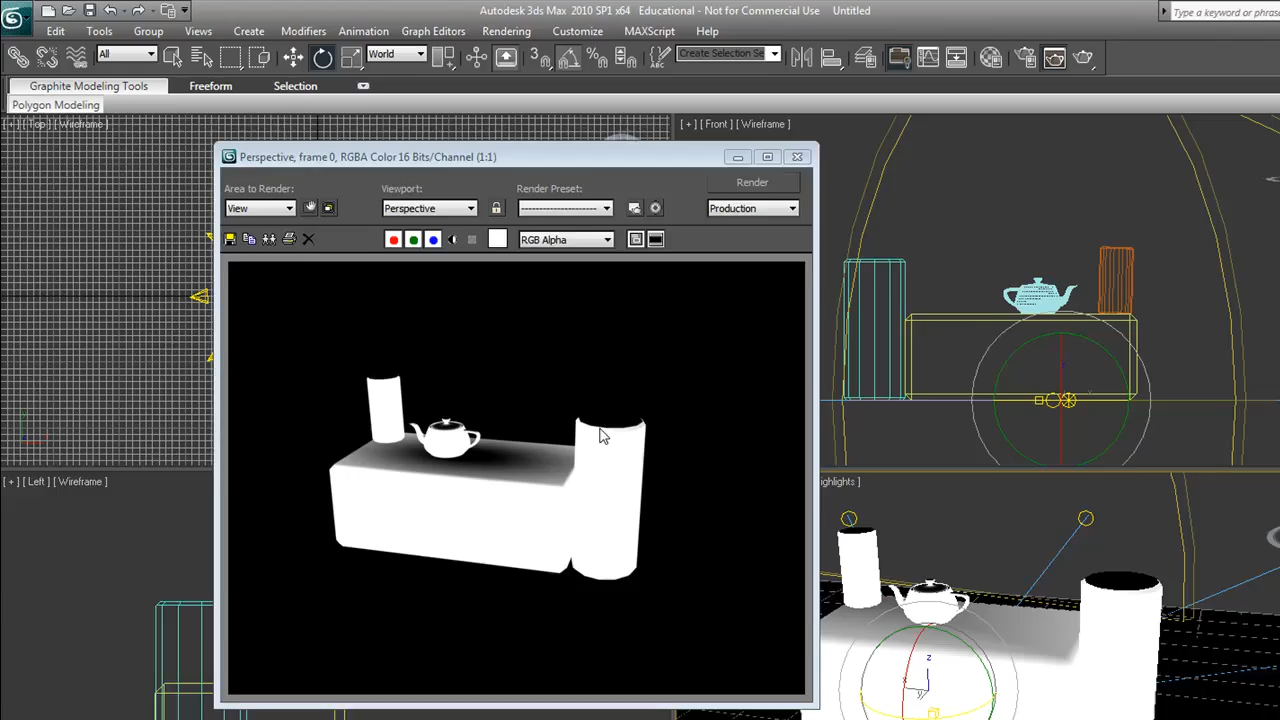 Autodesk 3ds Max 2010 SP1 x64 Educational - Not for Commercial Use Untitled
Type a keyword or phrase
Edit Tools Group Views Create Modifiers Animation Graph Editors Rendering Customize MAXScript Help
All World 3 Create Selection Se
Graphite Modeling Tools Freeform Selection
Polygon Modeling
[ + ] [ Top ] [ Wireframe ]
[ + ] [ Front ] [ Wireframe ]
Perspective, frame 0, RGBA Color 16 Bits/Channel (1:1)
Area to Render: Viewport: Render Preset: Render
View Perspective Production
RGB Alpha
[ + ] [ Left ] [ Wireframe ]
ghlights ]
z
x
y